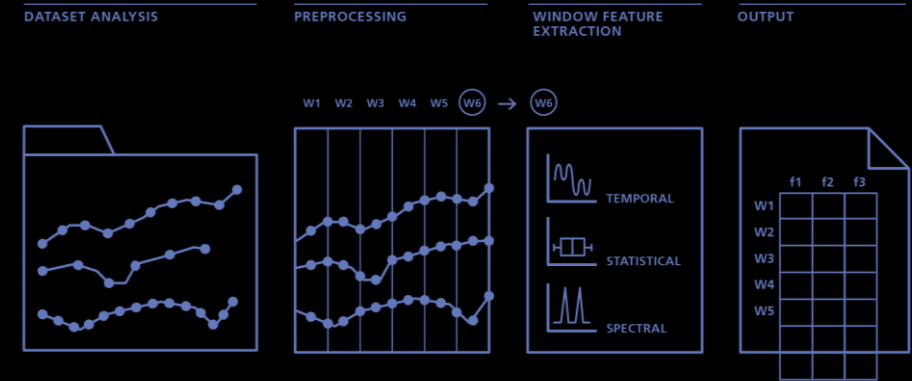 DATASET ANALYSIS
PREPROCESSING
WINDOW FEATURE
EXTRACTION
OUTPUT
W1 W2 W3 W4 W5 W6 → W6
TEMPORAL
STATISTICAL
SPECTRAL
f1 f2 f3
W1
W2
W3
W4
W5